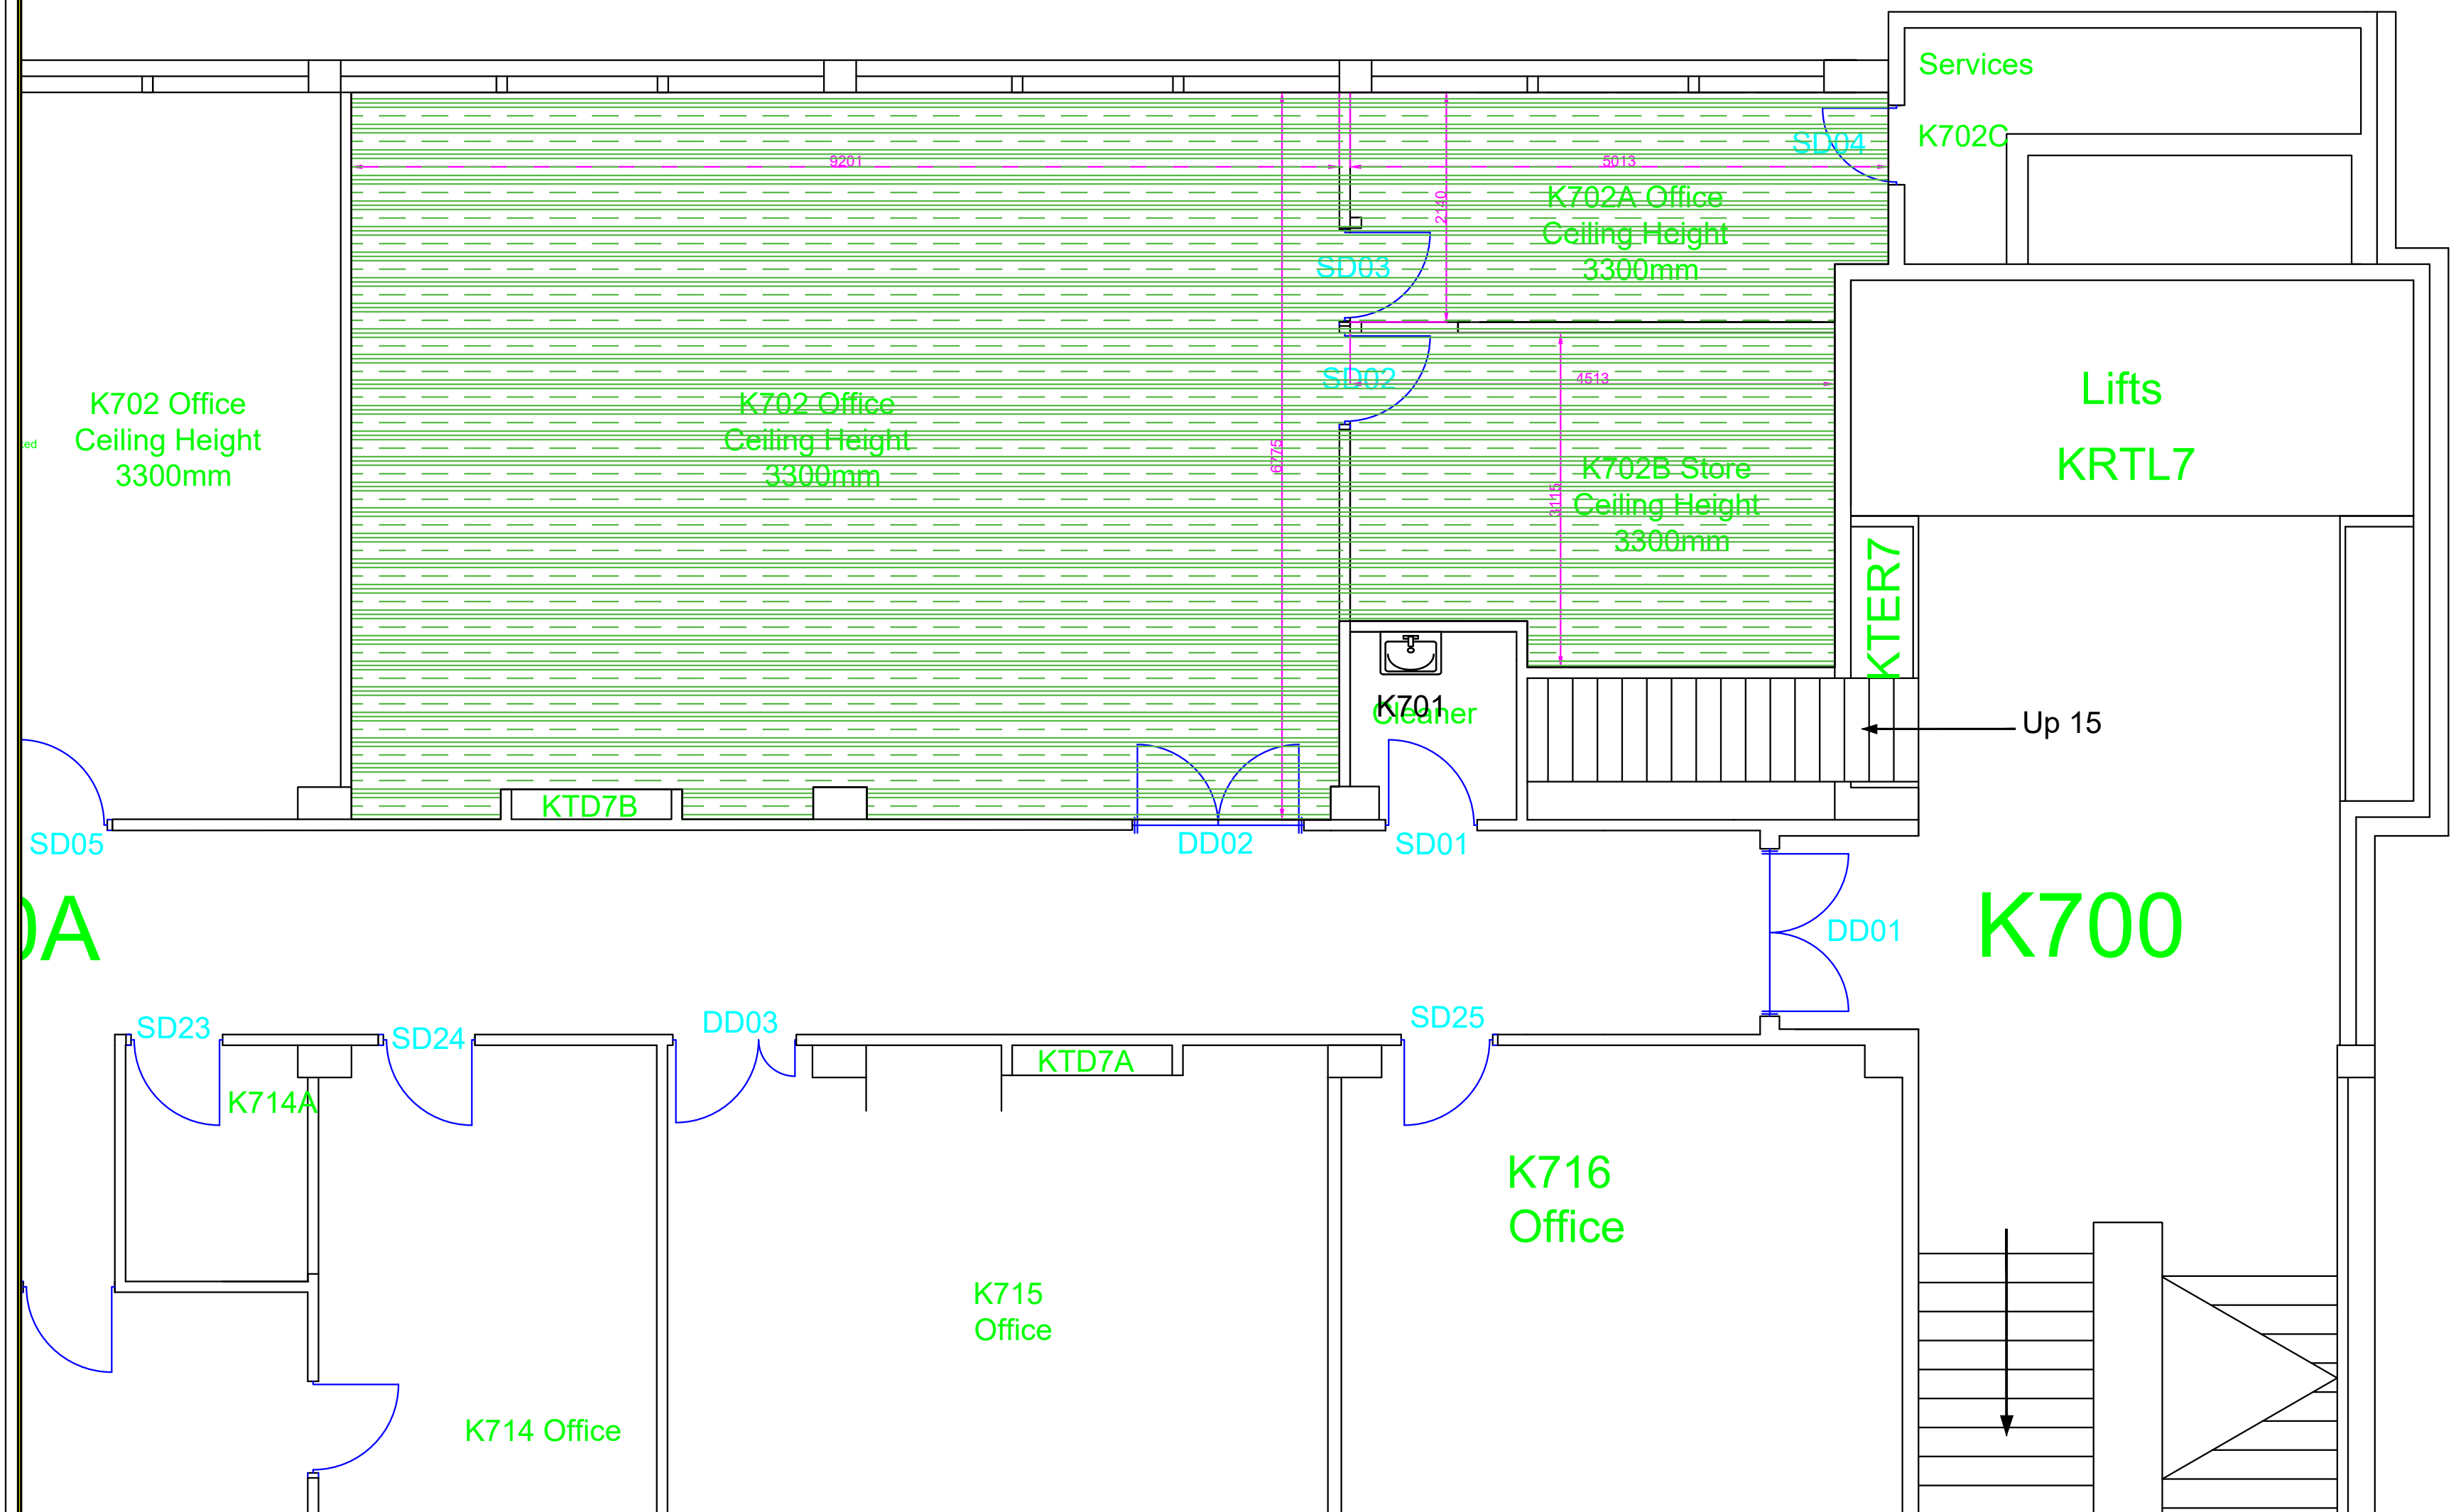 Services
K702C
SD04
9201
5013
2140
K702A Office
Ceiling Height
3300mm
SD03
SD02
4513
K702 Office
Ceiling Height
3300mm
K702 Office
Ceiling Height
3300mm
6775
3115
K702B Store
Ceiling Height
3300mm
Lifts
KRTL7
KTER7
K701
Cleaner
Up 15
KTD7B
SD05
DD02
SD01
0A
DD01
K700
SD23
SD24
DD03
SD25
KTD7A
K714A
K716
Office
K715
Office
K714 Office